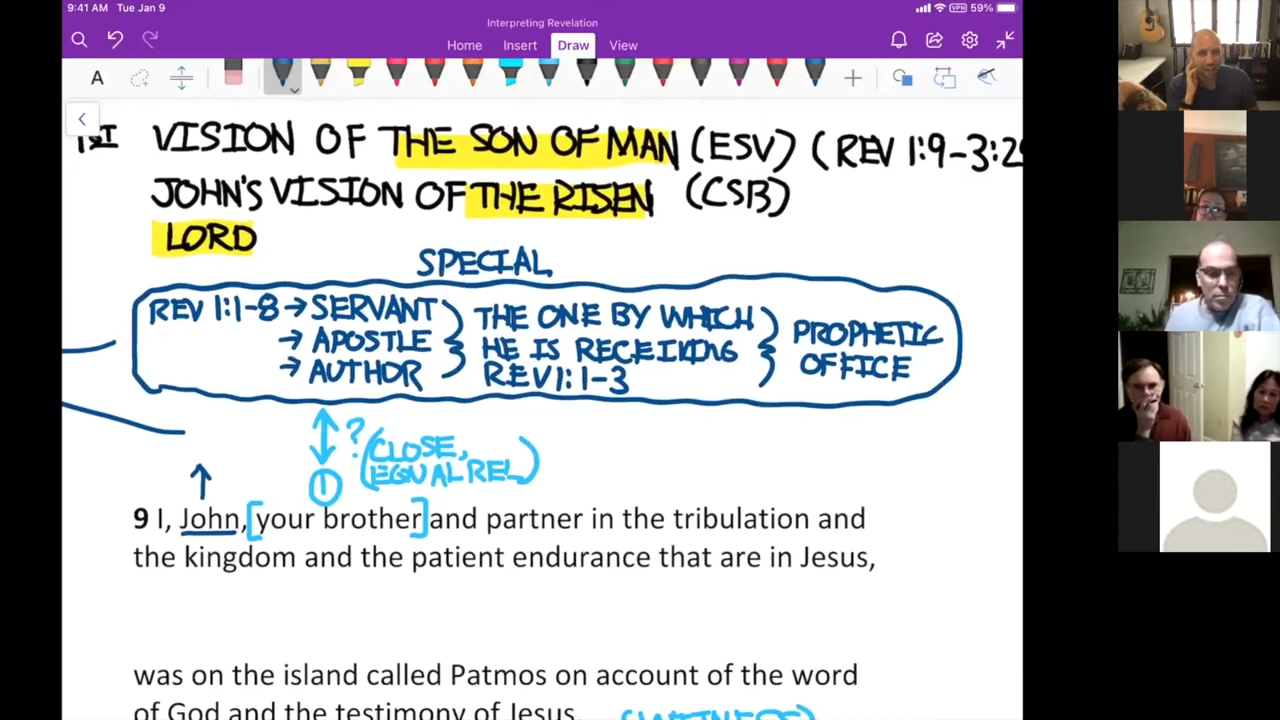 9:41 AM Tue Jan 9
VPN 59%
Interpreting Revelation
Home Insert Draw View
A
VISION OF THE SON OF MAN (ESV) (REV 1:9-3:2
JOHN'S VISION OF THE RISEN (CSB)
LORD
SPECIAL
REV 1:1-8 → SERVANT
→ APOSTLE
→ AUTHOR
THE ONE BY WHICH
HE IS RECEIVING
REV 1:1-3
PROPHETIC
OFFICE
? (CLOSE,
EQUAL REL)
1
9 I, John, [your brother] and partner in the tribulation and
the kingdom and the patient endurance that are in Jesus,
was on the island called Patmos on account of the word
of God and the testimony of Jesus. (WITNESS)